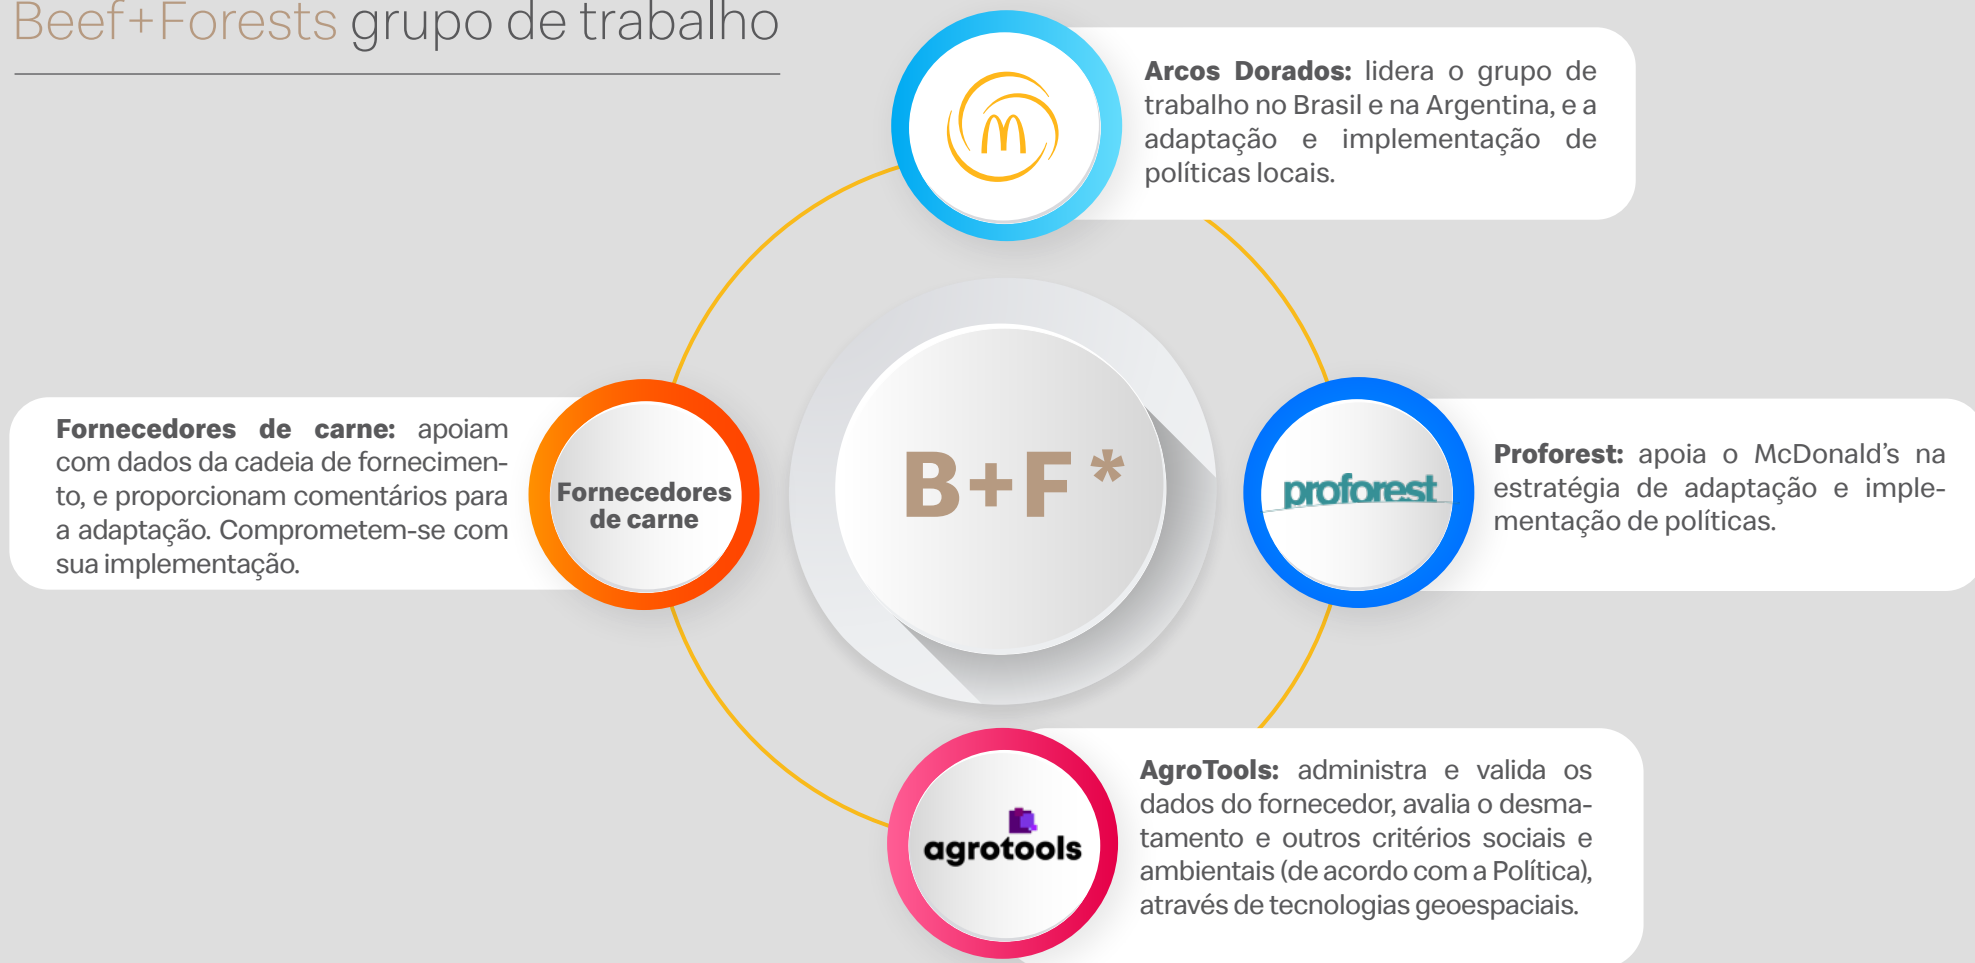 Beef+Forests grupo de trabalho
Arcos Dorados: lidera o grupo de
trabalho no Brasil e na Argentina, e a
adaptação e implementação de
políticas locais.
Fornecedores de carne: apoiam
com dados da cadeia de fornecimen-
to, e proporcionam comentários para
a adaptação. Comprometem-se com
sua implementação.
Fornecedores
de carne
B+F*
proforest
Proforest: apoia o McDonald's na
estratégia de adaptação e imple-
mentação de políticas.
agrotools
AgroTools: administra e valida os
dados do fornecedor, avalia o desma-
tamento e outros critérios sociais e
ambientais (de acordo com a Política),
através de tecnologias geoespaciais.